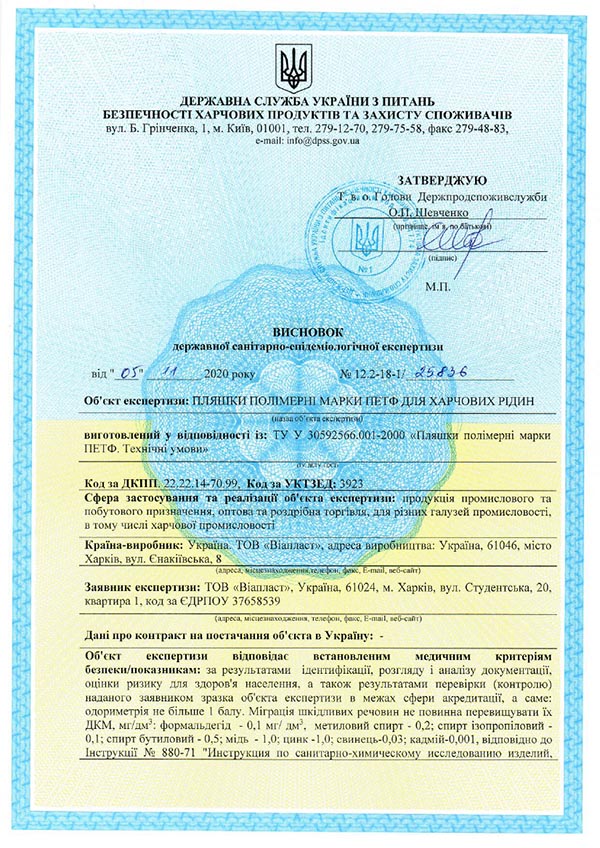 ДЕРЖАВНА СЛУЖБА УКРАЇНИ З ПИТАНЬ
БЕЗПЕЧНОСТІ ХАРЧОВИХ ПРОДУКТІВ ТА ЗАХИСТУ СПОЖИВАЧІВ
вул. Б. Грінченка, 1, м. Київ, 01001, тел. 279-12-70, 279-75-58, факс 279-48-83,
e-mail: info@dpss.gov.ua
ЗАТВЕРДЖУЮ
Т. в. о. Голови Держпродспоживслужби
О.П. Шевченко
(прізвище, ім'я, по батькові)
(підпис)
№1
М.П.
ВИСНОВОК
державної санітарно-епідеміологічної експертизи
від " 05 " 11 2020 року № 12.2-18-1/ 25836
Об'єкт експертизи: ПЛЯШКИ ПОЛІМЕРНІ МАРКИ ПЕТФ ДЛЯ ХАРЧОВИХ РІДИН
(назва об'єкта експертизи)
виготовлений у відповідності із: ТУ У 30592566.001-2000 «Пляшки полімерні марки
ПЕТФ. Технічні умови»
(ТУ, ДСТУ, ГОСТ)
Код за ДКПП. 22.22.14-70.99, Код за УКТЗЕД: 3923
Сфера застосування та реалізації об'єкта експертизи: продукція промислового та
побутового призначення, оптова та роздрібна торгівля, для різних галузей промисловості,
в тому числі харчової промисловості
Країна-виробник: Україна. ТОВ «Віапласт», адреса виробництва: Україна, 61046, місто
Харків, вул. Єнакіївська, 8
(адреса, місцезнаходження,телефон, факс, E-mail, веб-сайт)
Заявник експертизи: ТОВ «Віапласт», Україна, 61024, м. Харків, вул. Студентська, 20,
квартира 1, код за ЄДРПОУ 37658539
(адреса, місцезнаходження, телефон, факс, E-mail, веб-сайт)
Дані про контракт на постачання об'єкта в Україну: -
Об'єкт експертизи відповідає встановленим медичним критеріям
безпеки/показникам: за результатами ідентифікації, розгляду і аналізу документації,
оцінки ризику для здоров'я населення, а також результами перевірки (контролю)
наданого заявником зразка об'єкта експертизи в межах сфери акредитації, а саме:
одориметрія не більше 1 балу. Міграція шкідливих речовин не повинна перевищувати їх
ДКМ, мг/дм³: формальдегід - 0,1 мг/ дм³, метиловий спирт - 0,2; спирт ізопропіловий -
0,1; спирт бутиловий - 0,5; мідь - 1,0; цинк -1,0; свинець-0,03; кадмій-0,001, відповідно до
Інструкції № 880-71 "Инструкция по санитарно-химическому исследованию изделий,